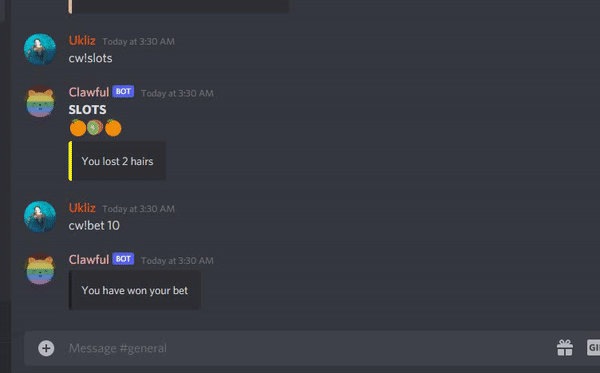 Ukliz Today at 3:30 AM
cw!slots
Clawful BOT Today at 3:30 AM
SLOTS
You lost 2 hairs
Ukliz Today at 3:30 AM
cw!bet 10
Clawful BOT Today at 3:30 AM
You have won your bet
Message #general
GI